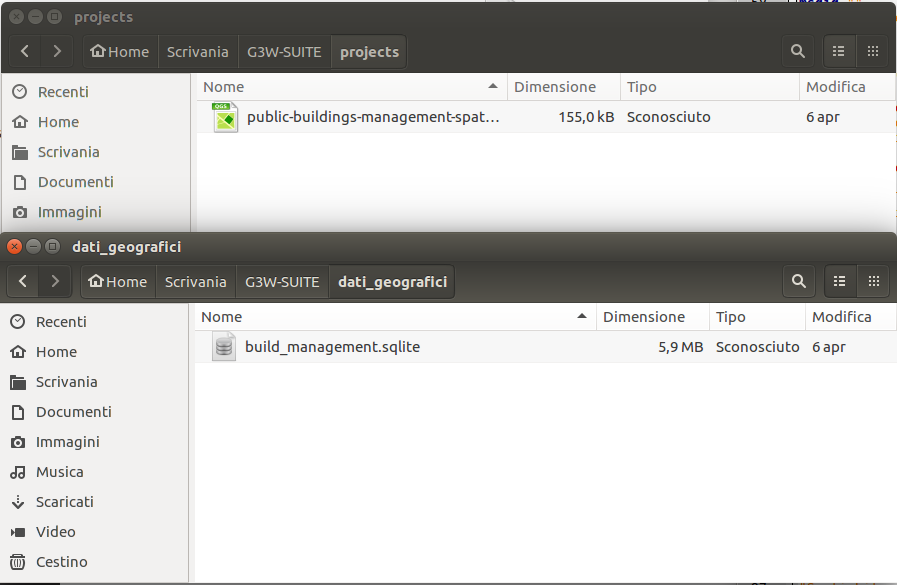 projects
Home Scrivania G3W-SUITE projects
Nome Dimensione Tipo Modifica
Recenti
QGS public-buildings-management-spat... 155,0 kB Sconosciuto 6 apr
Home
Scrivania
Documenti
Immagini
dati_geografici
Home Scrivania G3W-SUITE dati_geografici
Nome Dimensione Tipo Modifica
Recenti
build_management.sqlite 5,9 MB Sconosciuto 6 apr
Home
Scrivania
Documenti
Immagini
Musica
Scaricati
Video
Cestino